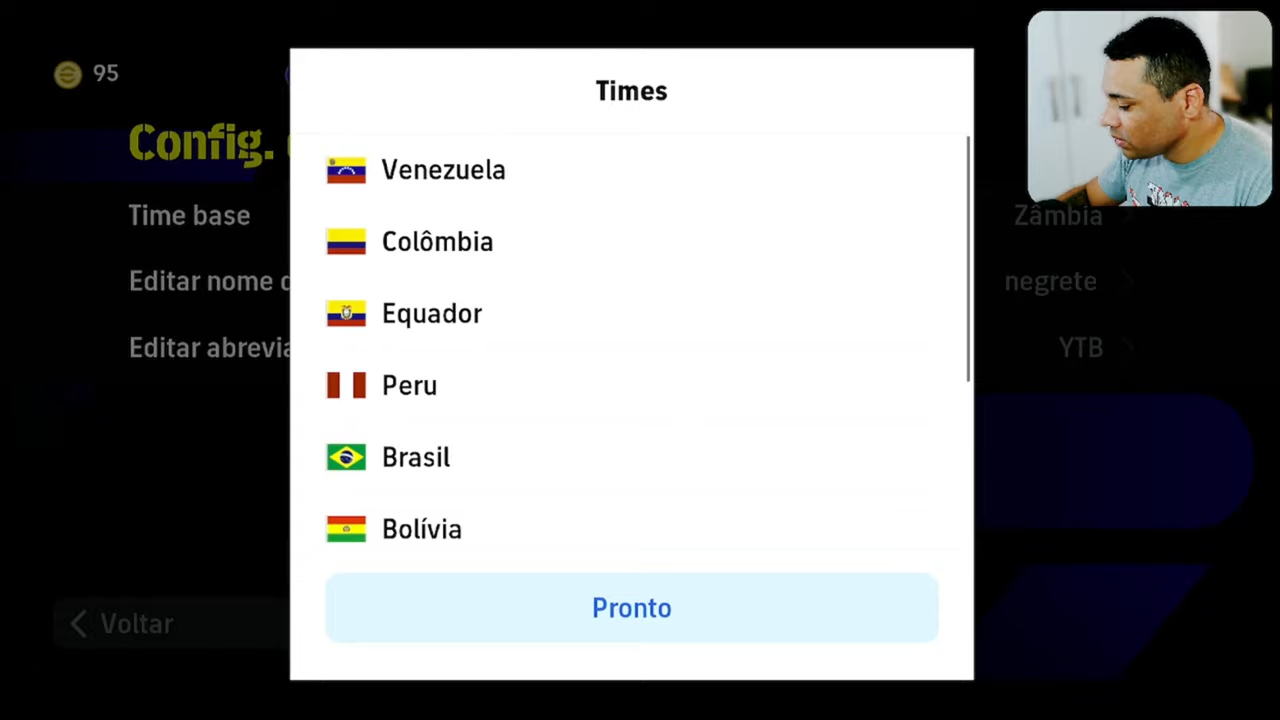 95
Times
Config.
Venezuela
Time base
Zâmbia
Colômbia
Editar nome
negrete
Equador
Editar
YTB
Peru
Brasil
Bolívia
Pronto
Voltar